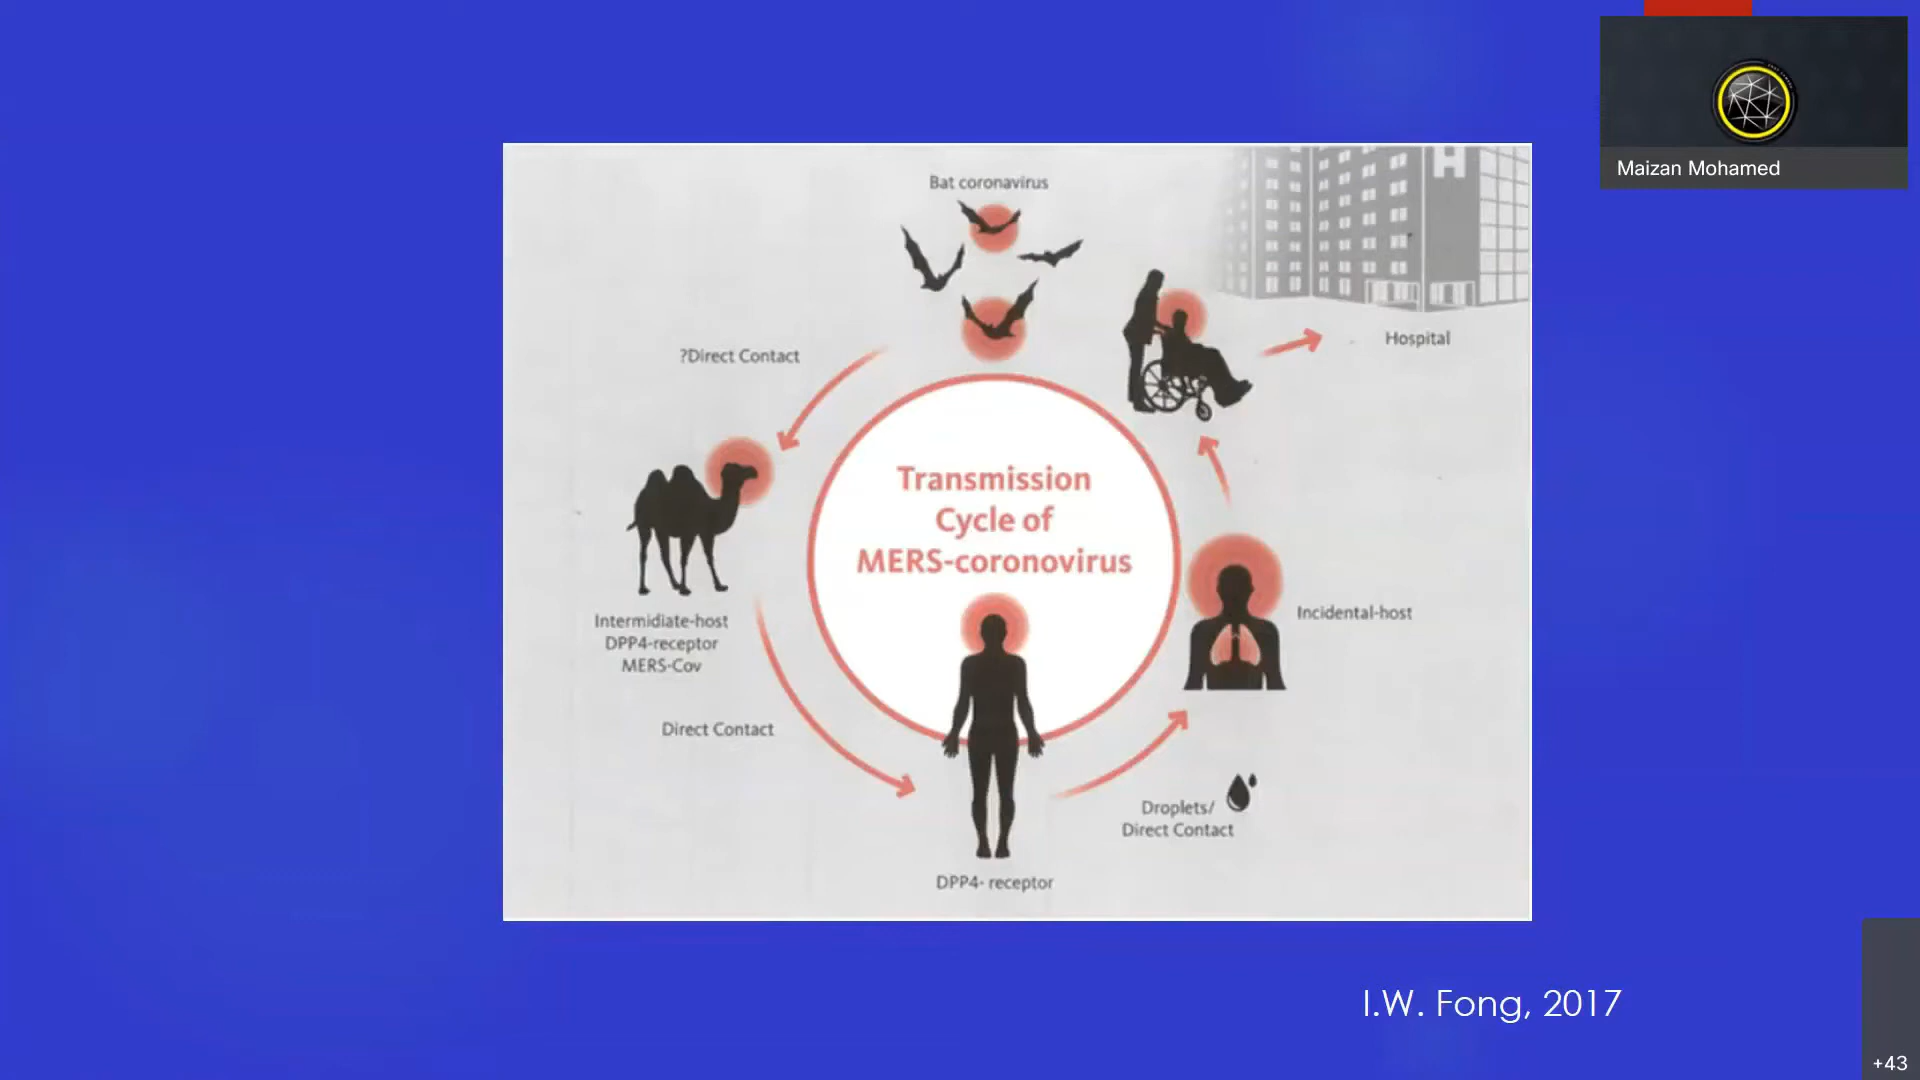 Maizan Mohamed
Bat coronavirus
H
Hospital
?Direct Contact
Transmission
Cycle of
MERS-coronovirus
Intermidiate-host
DPP4-receptor
MERS-Cov
Incidental-host
Direct Contact
Droplets/
Direct Contact
DPP4- receptor
I.W. Fong, 2017
+43